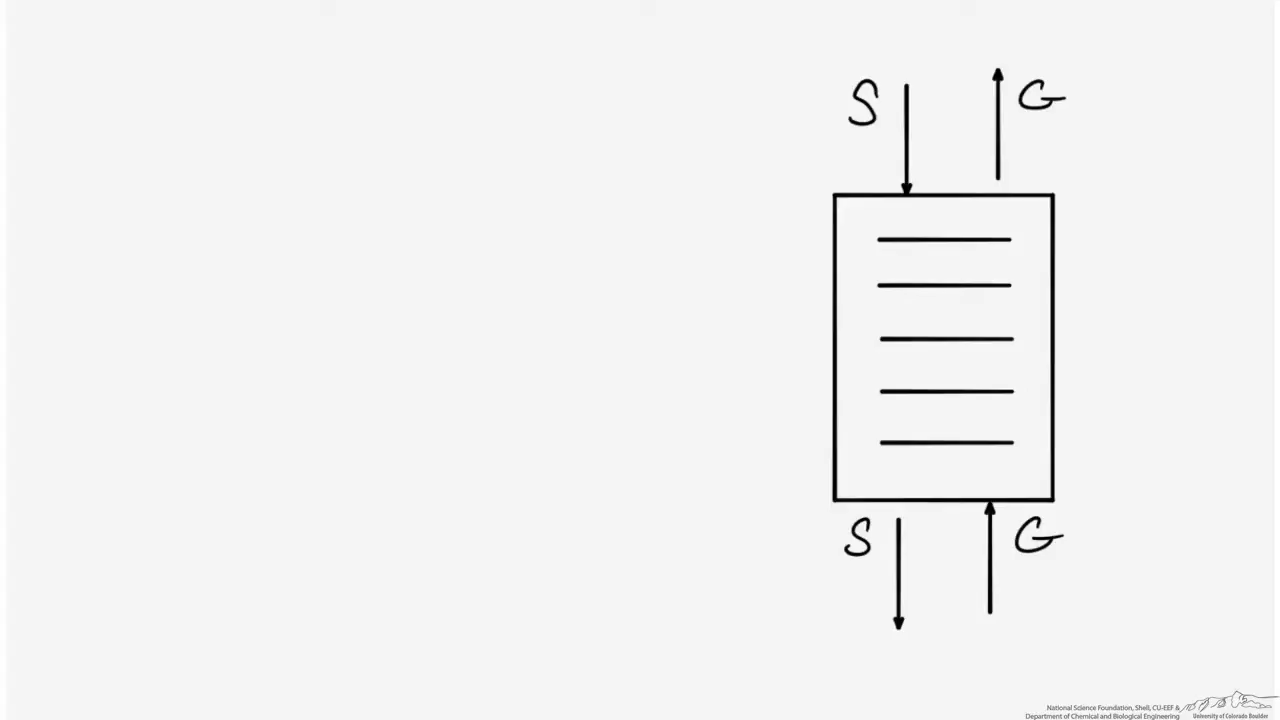 S G
S G
National Science Foundation, Shell, CU-EEF &
Department of Chemical and Biological Engineering
University of Colorado Boulder